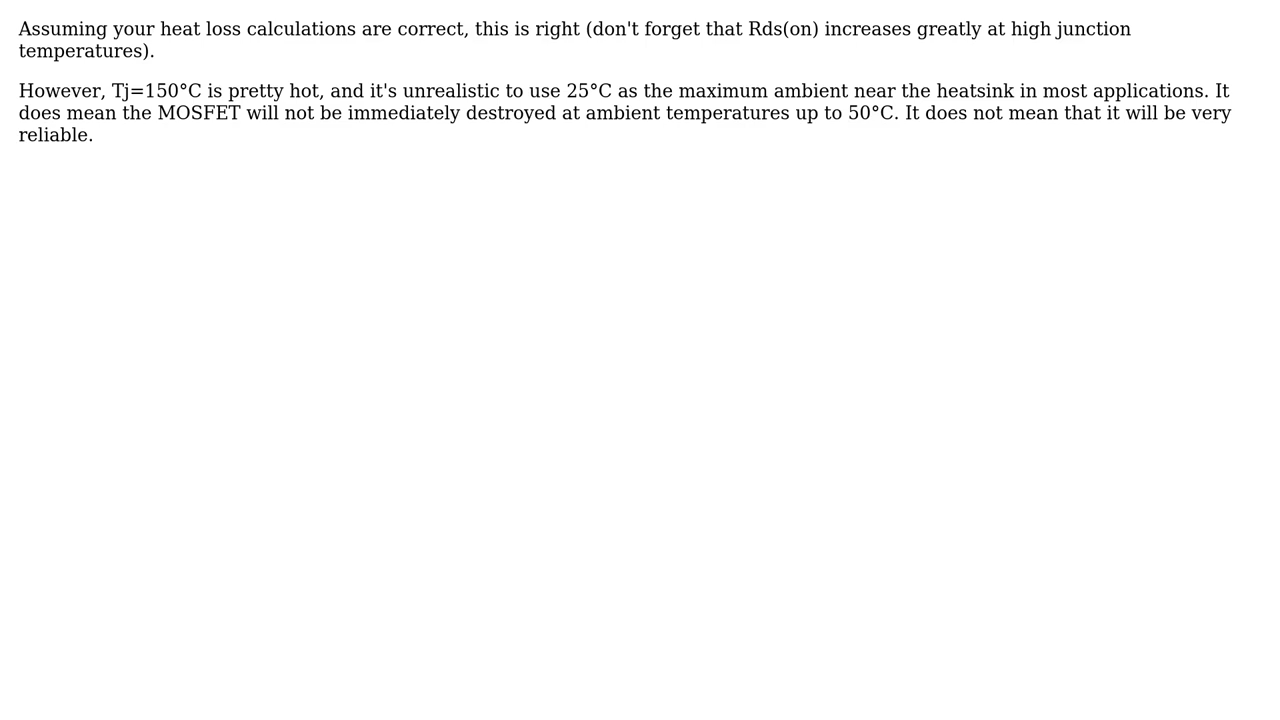 Assuming your heat loss calculations are correct, this is right (don't forget that Rds(on) increases greatly at high junction
temperatures).
However, Tj=150°C is pretty hot, and it's unrealistic to use 25°C as the maximum ambient near the heatsink in most applications. It
does mean the MOSFET will not be immediately destroyed at ambient temperatures up to 50°C. It does not mean that it will be very
reliable.